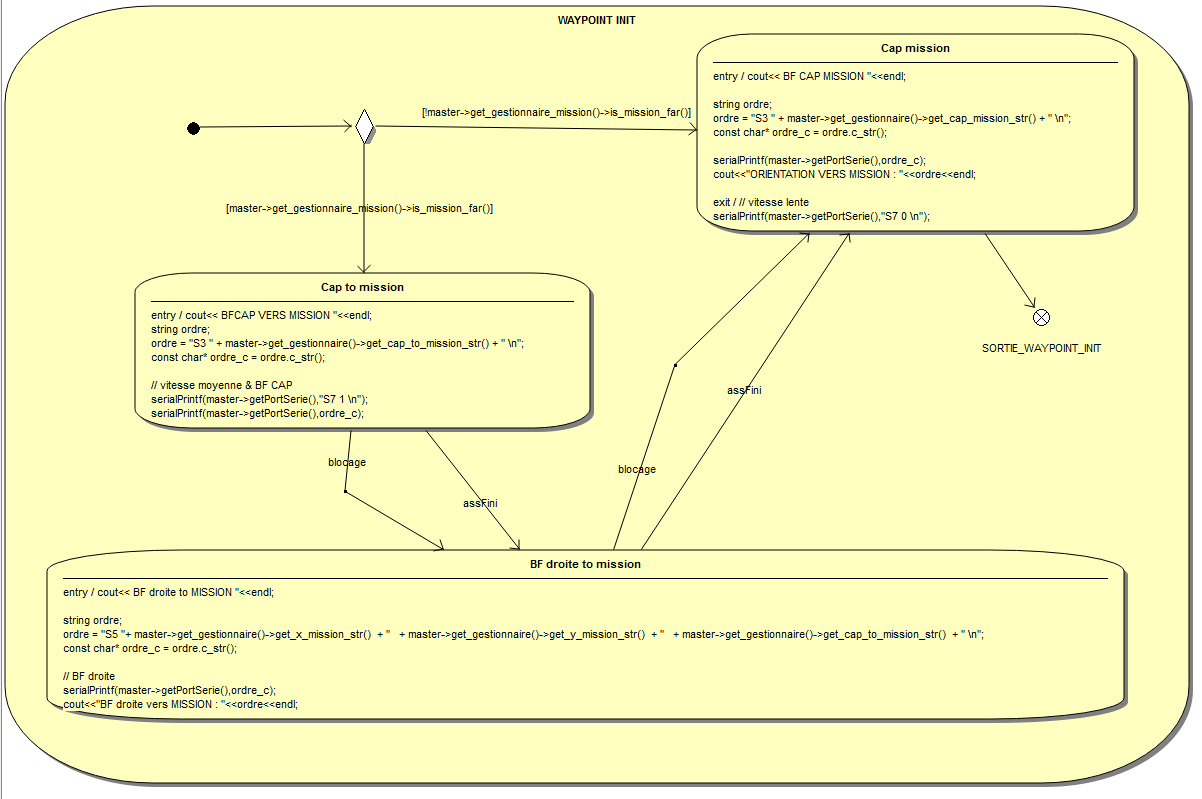 WAYPOINT INIT
Cap mission
entry / cout<< BF CAP MISSION "<<endl;
string ordre;
ordre = "S3 " + master->get_gestionnaire()->get_cap_mission_str() + " \n";
const char* ordre_c = ordre.c_str();
serialPrintf(master->getPortSerie(),ordre_c);
cout<<"ORIENTATION VERS MISSION : "<<ordre<<endl;
exit / // vitesse lente
serialPrintf(master->getPortSerie(),"S7 0 \n");
[!master->get_gestionnaire_mission()->is_mission_far()]
[master->get_gestionnaire_mission()->is_mission_far()]
Cap to mission
entry / cout<< BFCAP VERS MISSION "<<endl;
string ordre;
ordre = "S3 " + master->get_gestionnaire()->get_cap_to_mission_str() + " \n";
const char* ordre_c = ordre.c_str();
// vitesse moyenne & BF CAP
serialPrintf(master->getPortSerie(),"S7 1 \n");
serialPrintf(master->getPortSerie(),ordre_c);
SORTIE_WAYPOINT_INIT
assFini
blocage
blocage
assFini
BF droite to mission
entry / cout<< BF droite to MISSION "<<endl;
string ordre;
ordre = "S5 "+ master->get_gestionnaire()->get_x_mission_str()  + "   + master->get_gestionnaire()->get_y_mission_str()  + "   + master->get_gestionnaire()->get_cap_to_mission_str()  + " \n";
const char* ordre_c = ordre.c_str();
// BF droite
serialPrintf(master->getPortSerie(),ordre_c);
cout<<"BF droite vers MISSION : "<<ordre<<endl;